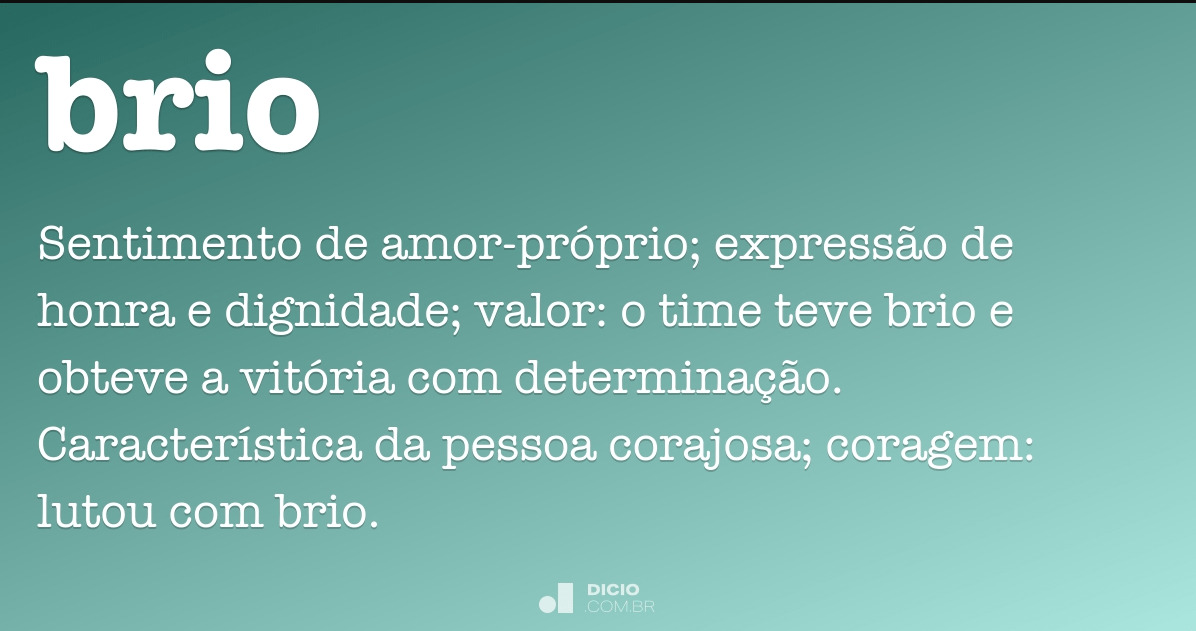 brio
Sentimento de amor-próprio; expressão de
honra e dignidade; valor: o time teve brio e
obteve a vitória com determinação.
Característica da pessoa corajosa; coragem:
lutou com brio.
DICIO
.COM.BR